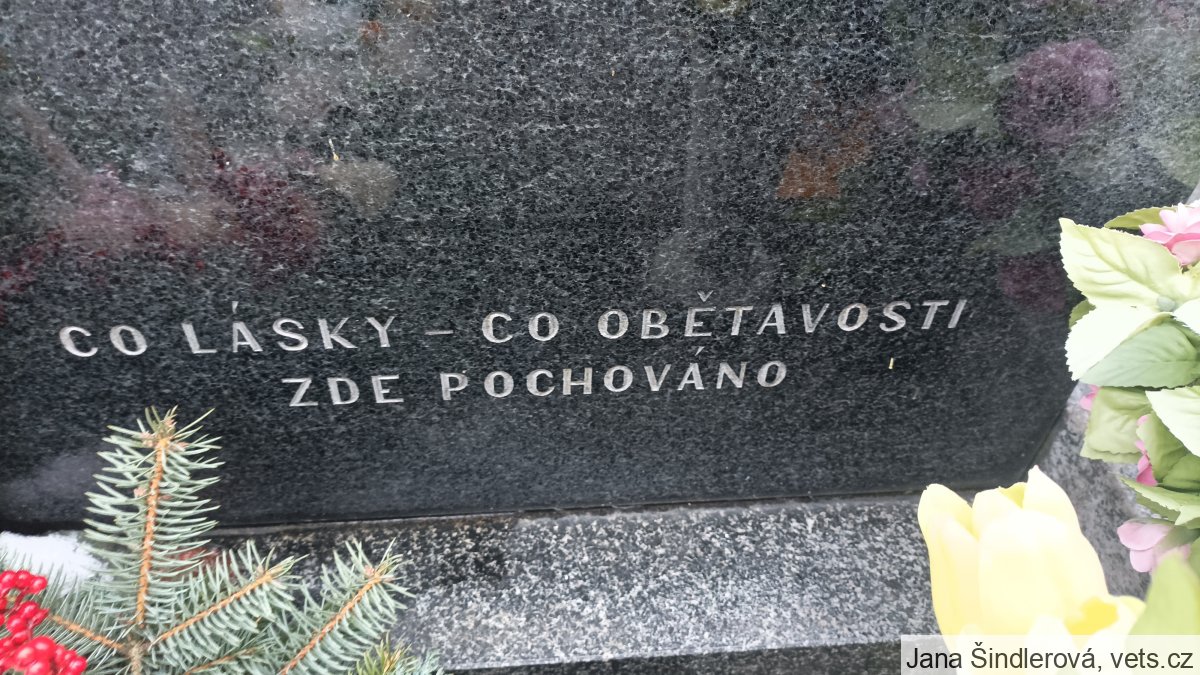 CO LÁSKY – CO OBĚTAVOSTI
ZDE POCHOVÁNO
Jana Šindlerová, vets.cz